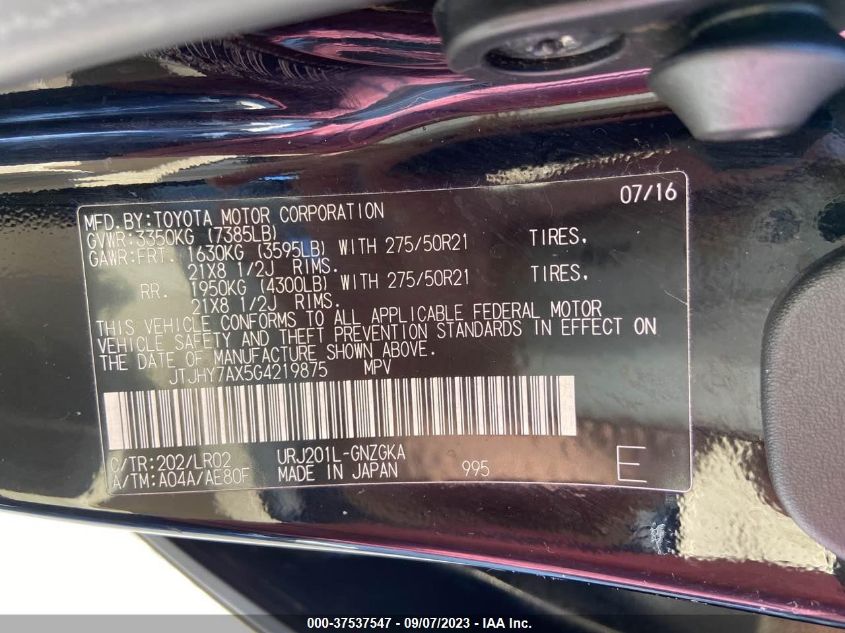 07/16
MFD.BY:TOYOTA MOTOR CORPORATION
GVWR:3350KG (7385LB)
GAWR:FRT. 1630KG (3595LB) WITH 275/50R21 TIRES.
21X8 1/2J RIMS.
RR. 1950KG (4300LB) WITH 275/50R21 TIRES.
21X8 1/2J RIMS.
THIS VEHICLE CONFORMS TO ALL APPLICABLE FEDERAL MOTOR
VEHICLE SAFETY AND THEFT PREVENTION STANDARDS IN EFFECT ON
THE DATE OF MANUFACTURE SHOWN ABOVE.
JTJHY7AX5G4219875 MPV
C/TR:202/LR02 URJ201L-GNZGKA
A/TM:A04A/AE80F MADE IN JAPAN 995 E
000-37537547 - 09/07/2023 - IAA Inc.